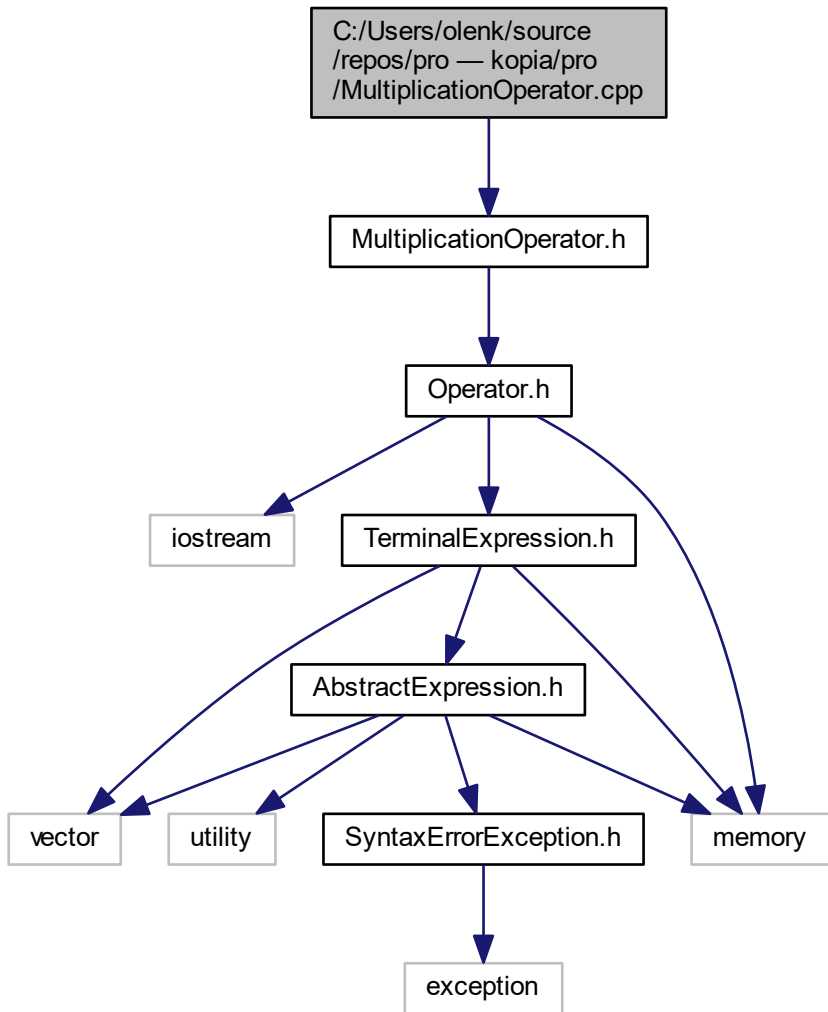 C:/Users/olenk/source
/repos/pro — kopia/pro
/MultiplicationOperator.cpp
MultiplicationOperator.h
Operator.h
iostream
TerminalExpression.h
AbstractExpression.h
vector
utility
SyntaxErrorException.h
memory
exception